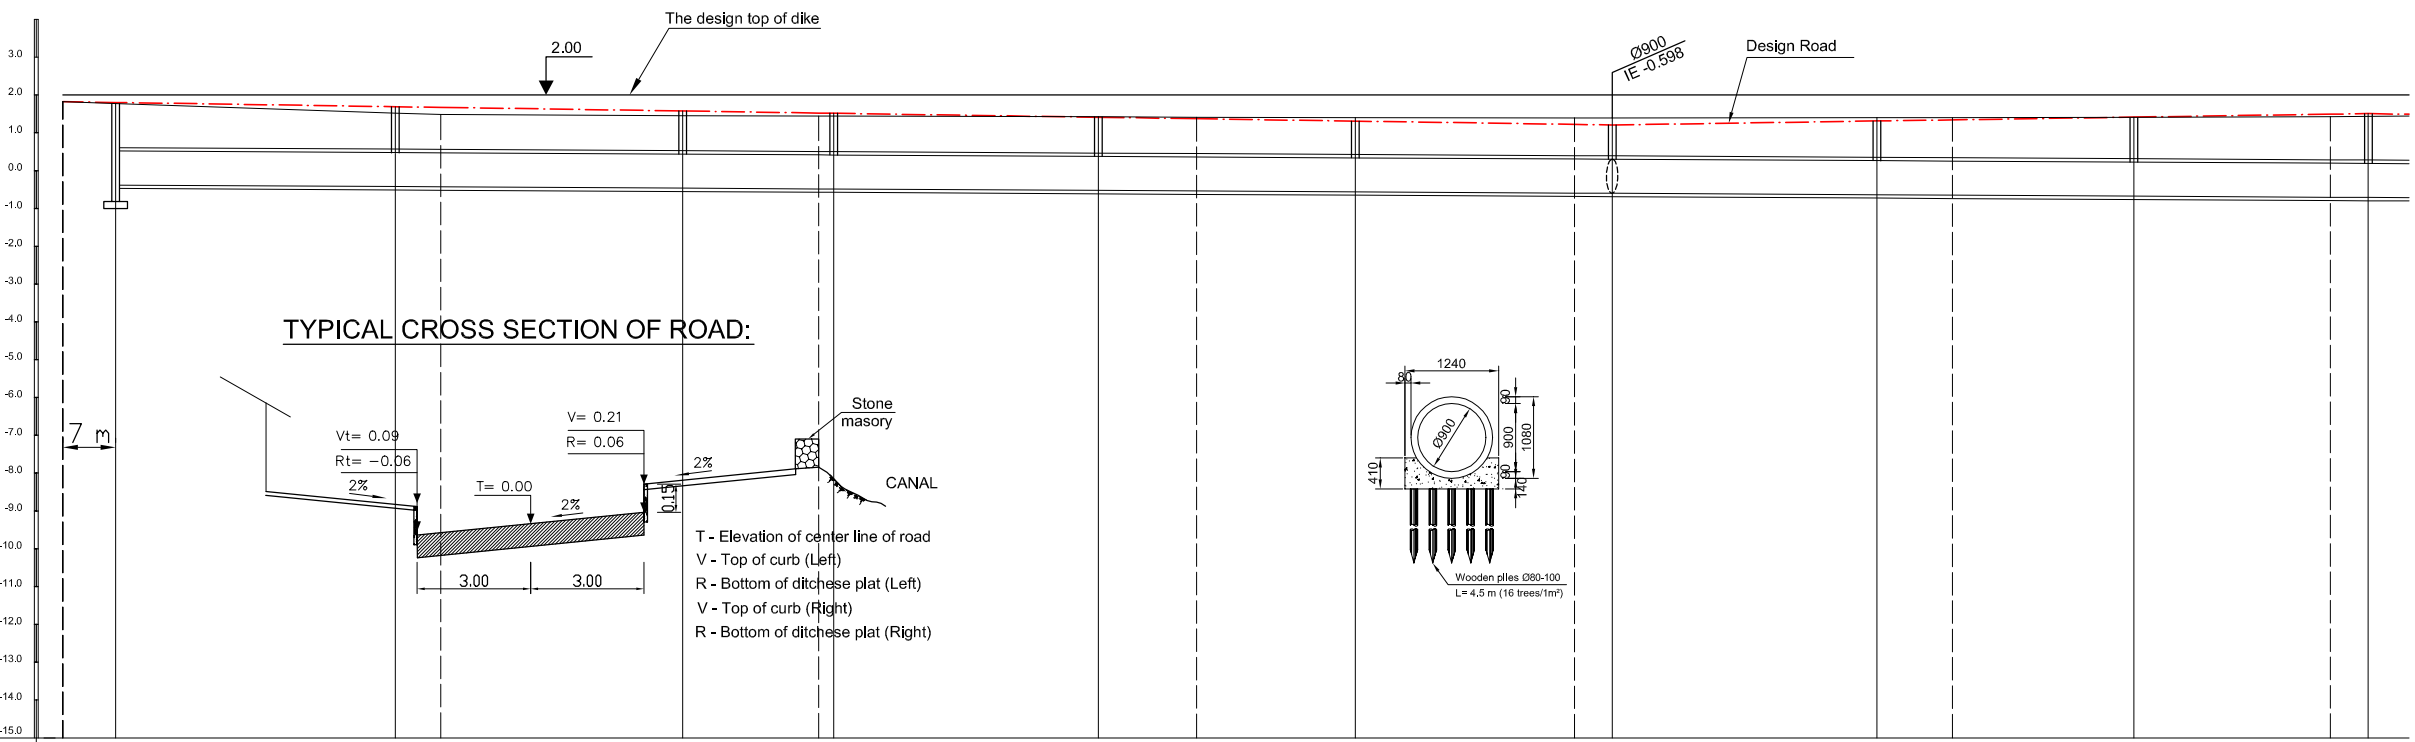 The design top of dike
2.00
Ø900
IE -0.598
Design Road
3.0
2.0
1.0
0.0
-1.0
-2.0
-3.0
-4.0
-5.0
-6.0
-7.0
-8.0
-9.0
-10.0
-11.0
-12.0
-13.0
-14.0
-15.0
7 m
TYPICAL CROSS SECTION OF ROAD:
Vt= 0.09
Rt= -0.06
2%
T= 0.00
2%
V= 0.21
R= 0.06
2%
0.15
Stone
masory
CANAL
3.00
3.00
T - Elevation of center line of road
V - Top of curb (Left)
R - Bottom of ditchese plat (Left)
V - Top of curb (Right)
R - Bottom of ditchese plat (Right)
1240
80
Ø900
90
900
1080
90
140
410
Wooden piles Ø80-100
L= 4.5 m (16 trees/1m²)